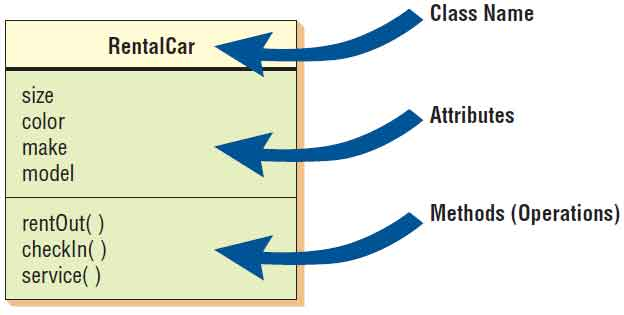 Class Name
RentalCar
size
color
make
model
Attributes
rentOut( )
checkIn( )
service( )
Methods (Operations)